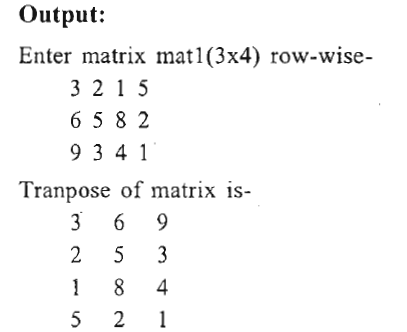 Output:
Enter matrix mat1(3x4) row-wise-
3 2 1 5
6 5 8 2
9 3 4 1
Tranpose of matrix is-
3 6 9
2 5 3
1 8 4
5 2 1